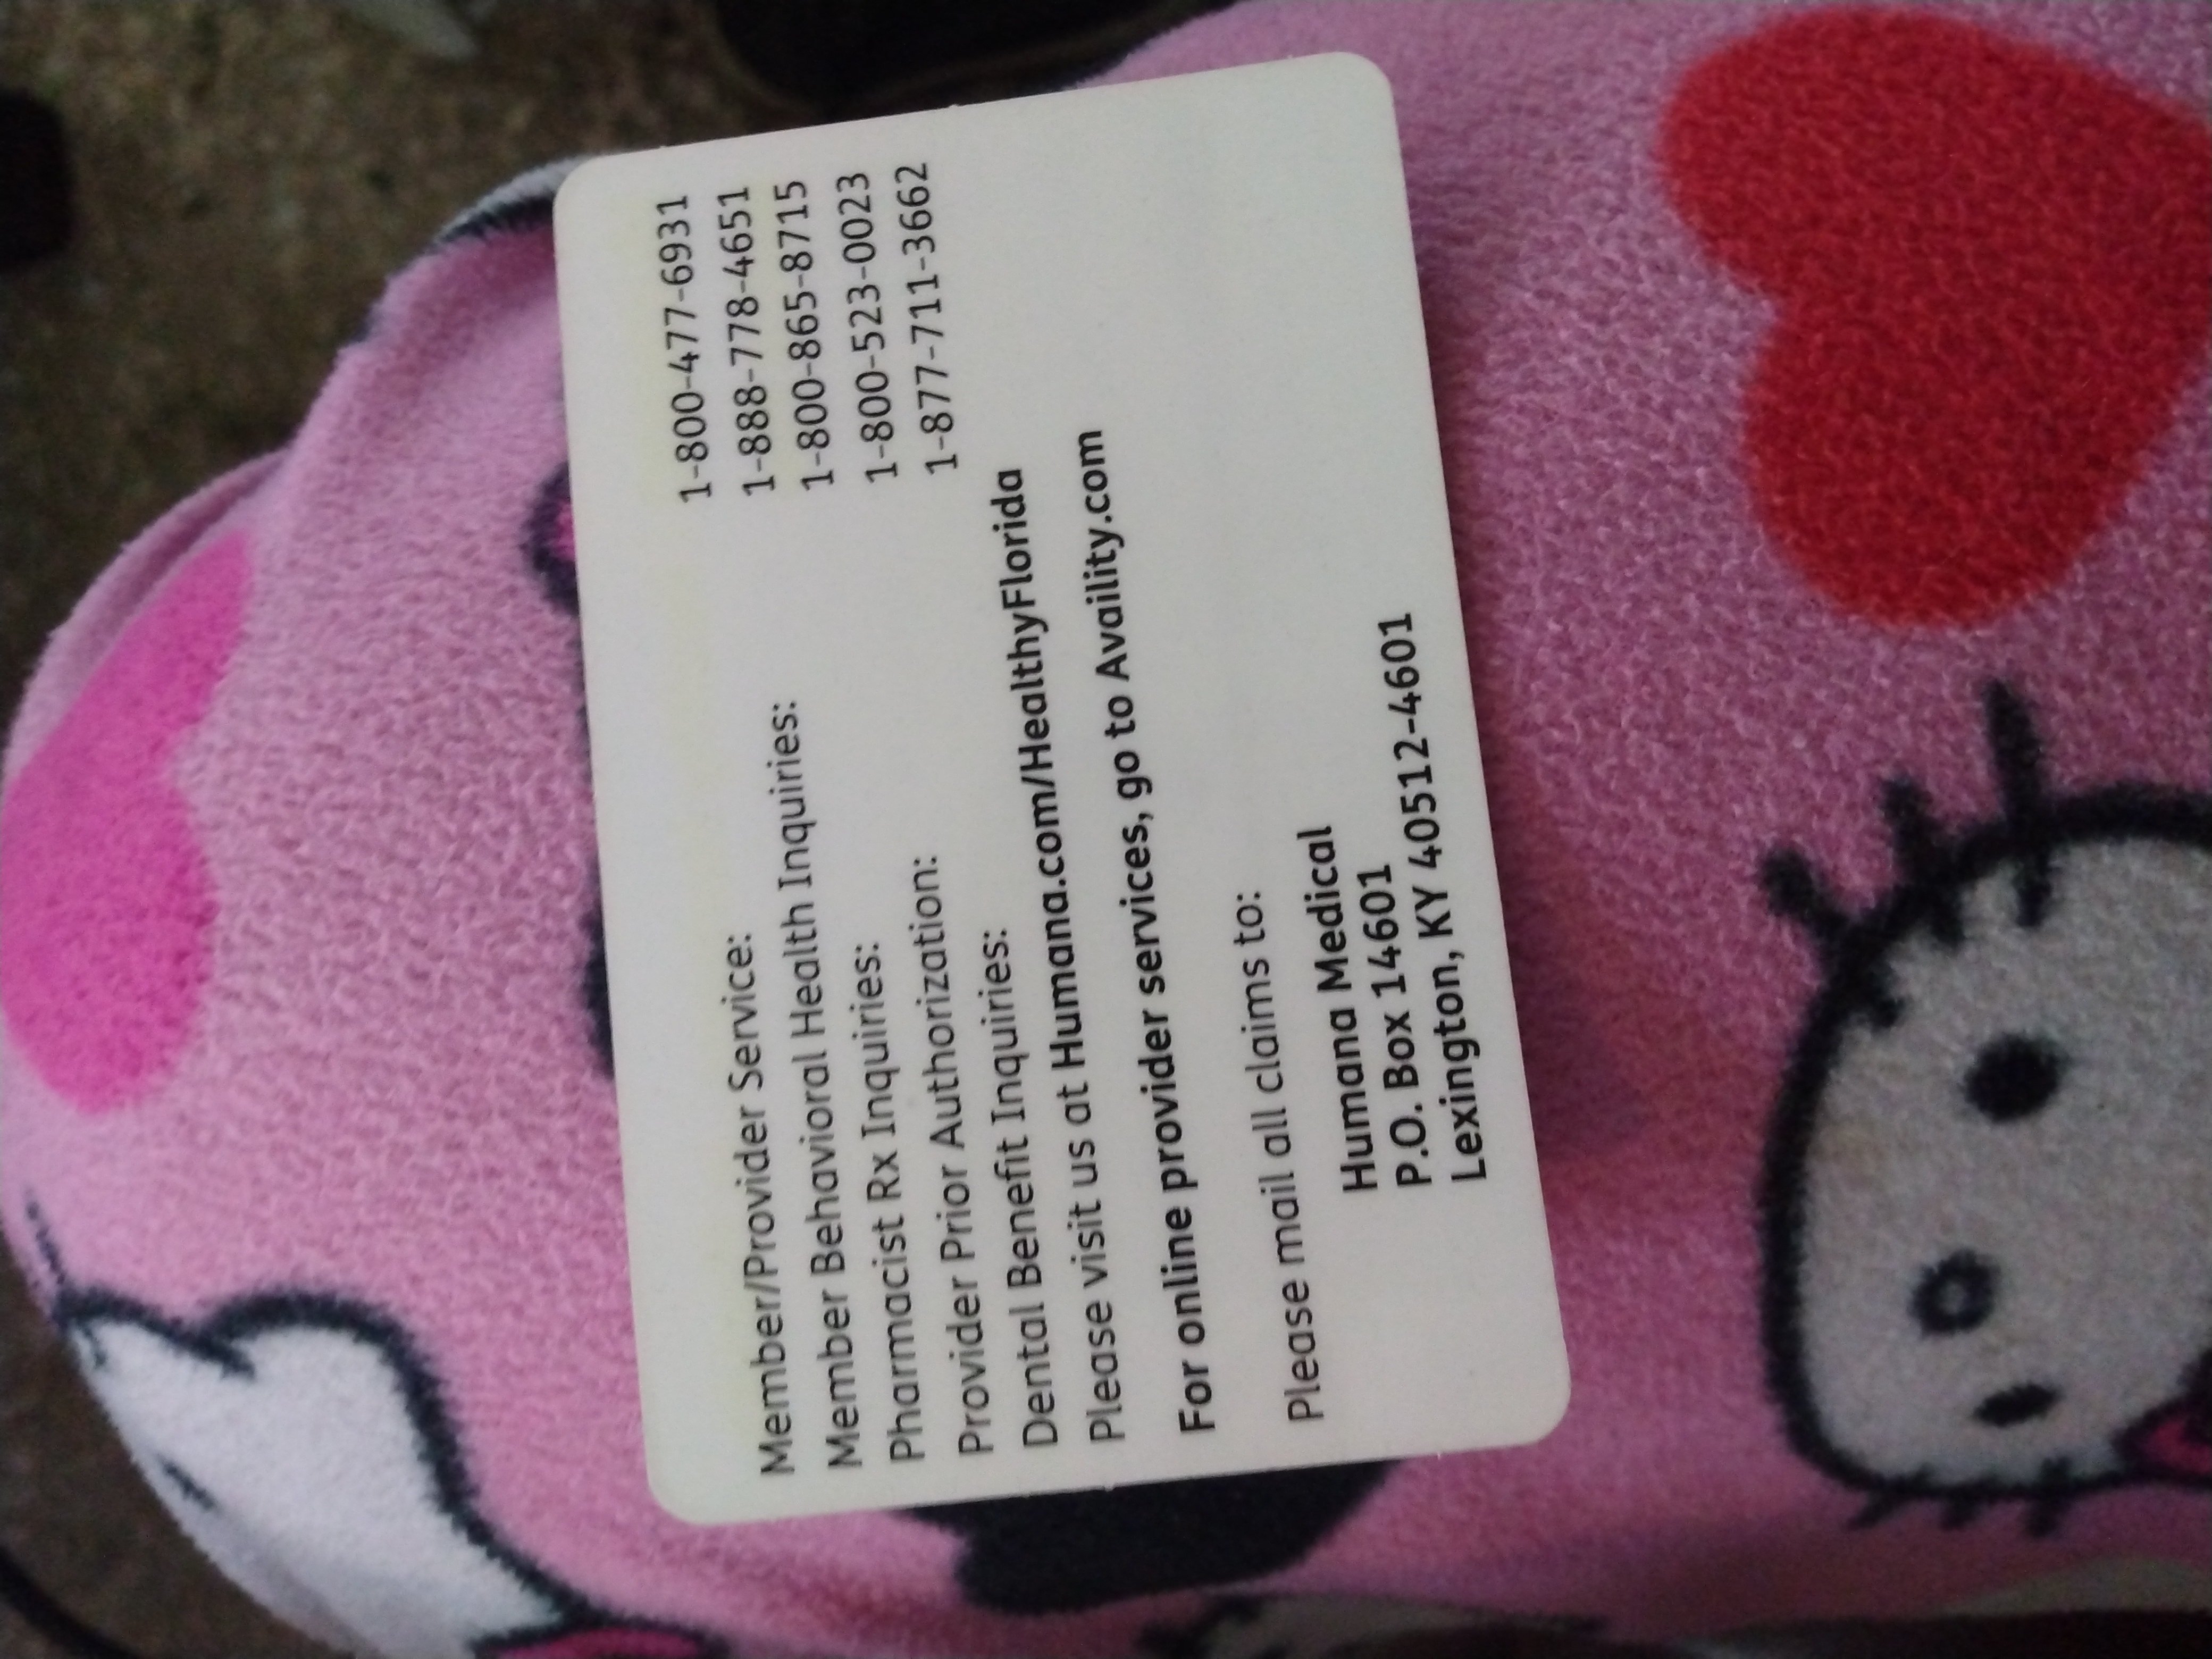 Member/Provider Service: 1-800-477-6931
Member Behavioral Health Inquiries: 1-888-778-4651
Pharmacist Rx Inquiries: 1-800-865-8715
Provider Prior Authorization: 1-800-523-0023
Dental Benefit Inquiries: 1-877-711-3662
Please visit us at Humana.com/HealthyFlorida
For online provider services, go to Availity.com
Please mail all claims to:
Humana Medical
P.O. Box 14601
Lexington, KY 40512-4601